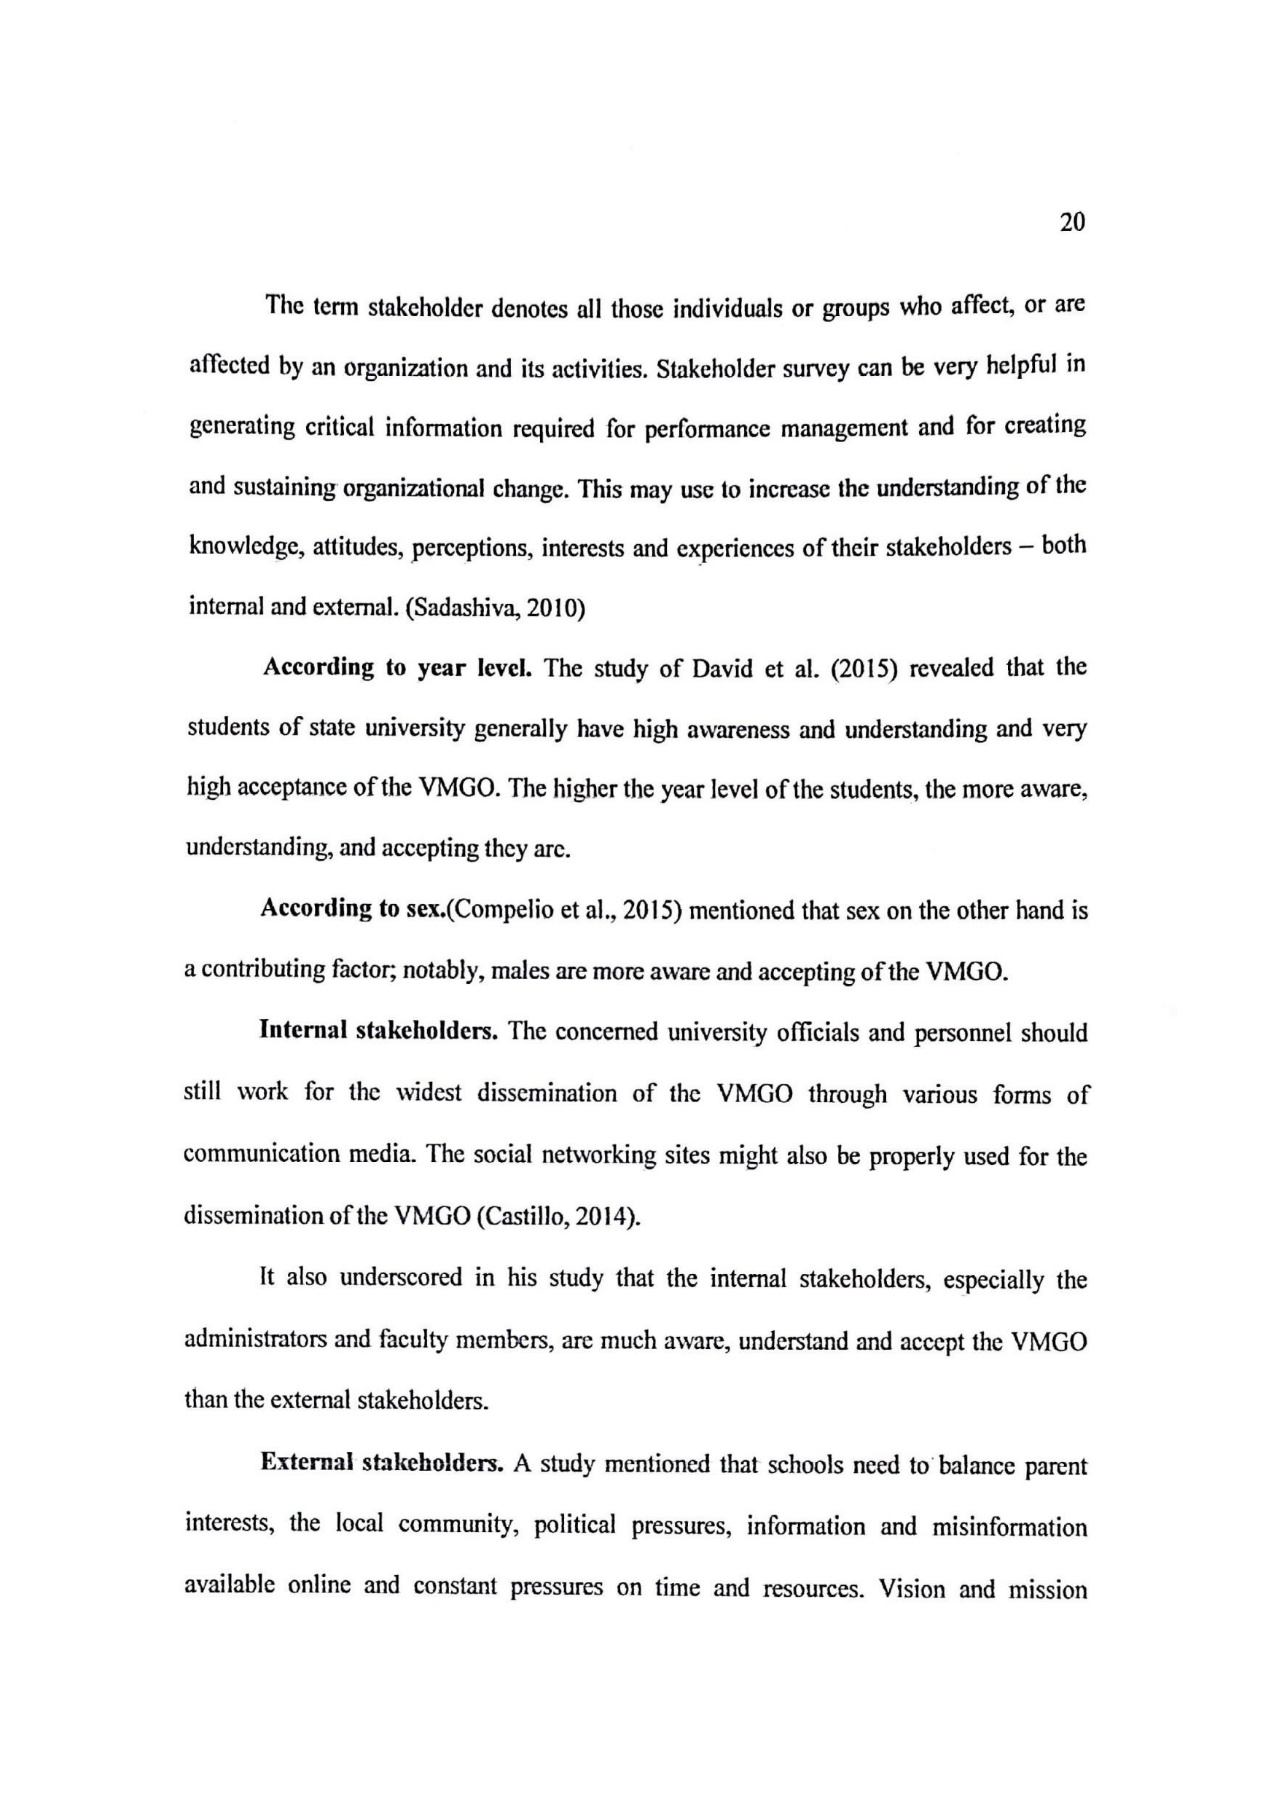 20
The term stakeholder denotes all those individuals or groups who affect, or are
affected by an organization and its activities. Stakeholder survey can be very helpful in
generating critical information required for performance management and for creating
and sustaining organizational change. This may use to increase the understanding of the
knowledge, attitudes, perceptions, interests and experiences of their stakeholders – both
internal and external. (Sadashiva, 2010)
According to year level. The study of David et al. (2015) revealed that the
students of state university generally have high awareness and understanding and very
high acceptance of the VMGO. The higher the year level of the students, the more aware,
understanding, and accepting they are.
According to sex.(Compelio et al., 2015) mentioned that sex on the other hand is
a contributing factor; notably, males are more aware and accepting of the VMGO.
Internal stakeholders. The concerned university officials and personnel should
still work for the widest dissemination of the VMGO through various forms of
communication media. The social networking sites might also be properly used for the
dissemination of the VMGO (Castillo, 2014).
It also underscored in his study that the internal stakeholders, especially the
administrators and faculty members, are much aware, understand and accept the VMGO
than the external stakeholders.
External stakeholders. A study mentioned that schools need to balance parent
interests, the local community, political pressures, information and misinformation
available online and constant pressures on time and resources. Vision and mission